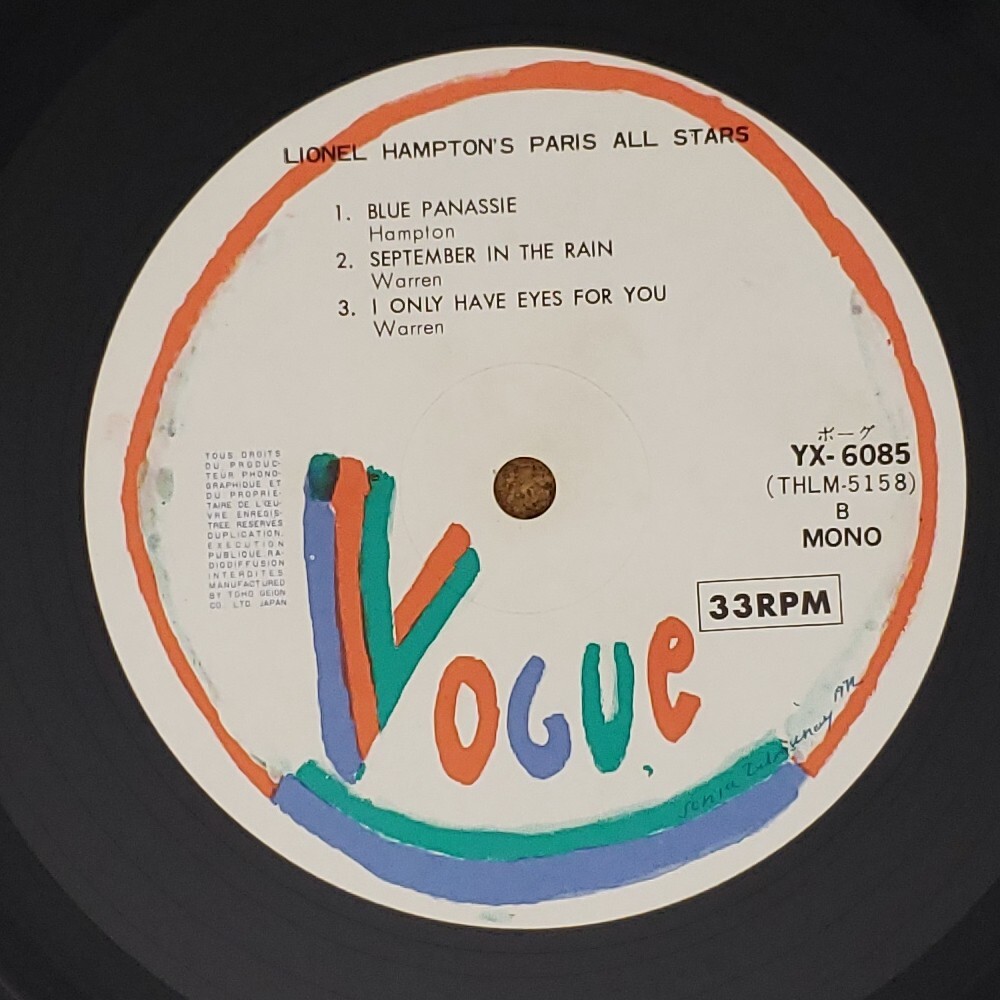 LIONEL HAMPTON'S PARIS ALL STARS
1. BLUE PANASSIE
Hampton
2. SEPTEMBER IN THE RAIN
Warren
3. I ONLY HAVE EYES FOR YOU
Warren
TOUS DROITS
DU PRODUC-
TEUR PHONO-
GRAPHIQUE ET
DU PROPRIE-
TAIRE DE L'ŒU-
VRE ENREGIS-
TREE RESERVES
DUPLICATION,
EXECUTION
PUBLIQUE, RA-
DIODIFFUSION
INTERDITES
MANUFACTURED
BY TOHO GEION
CO. LTD. JAPAN
ボーグ
YX-6085
(THLM-5158)
B
MONO
33RPM
VOGUE
sonia